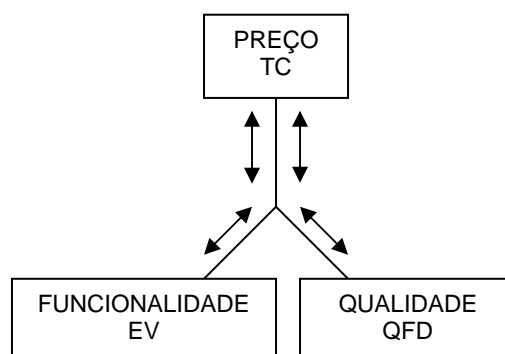 PREÇO
TC
FUNCIONALIDADE
EV
QUALIDADE
QFD